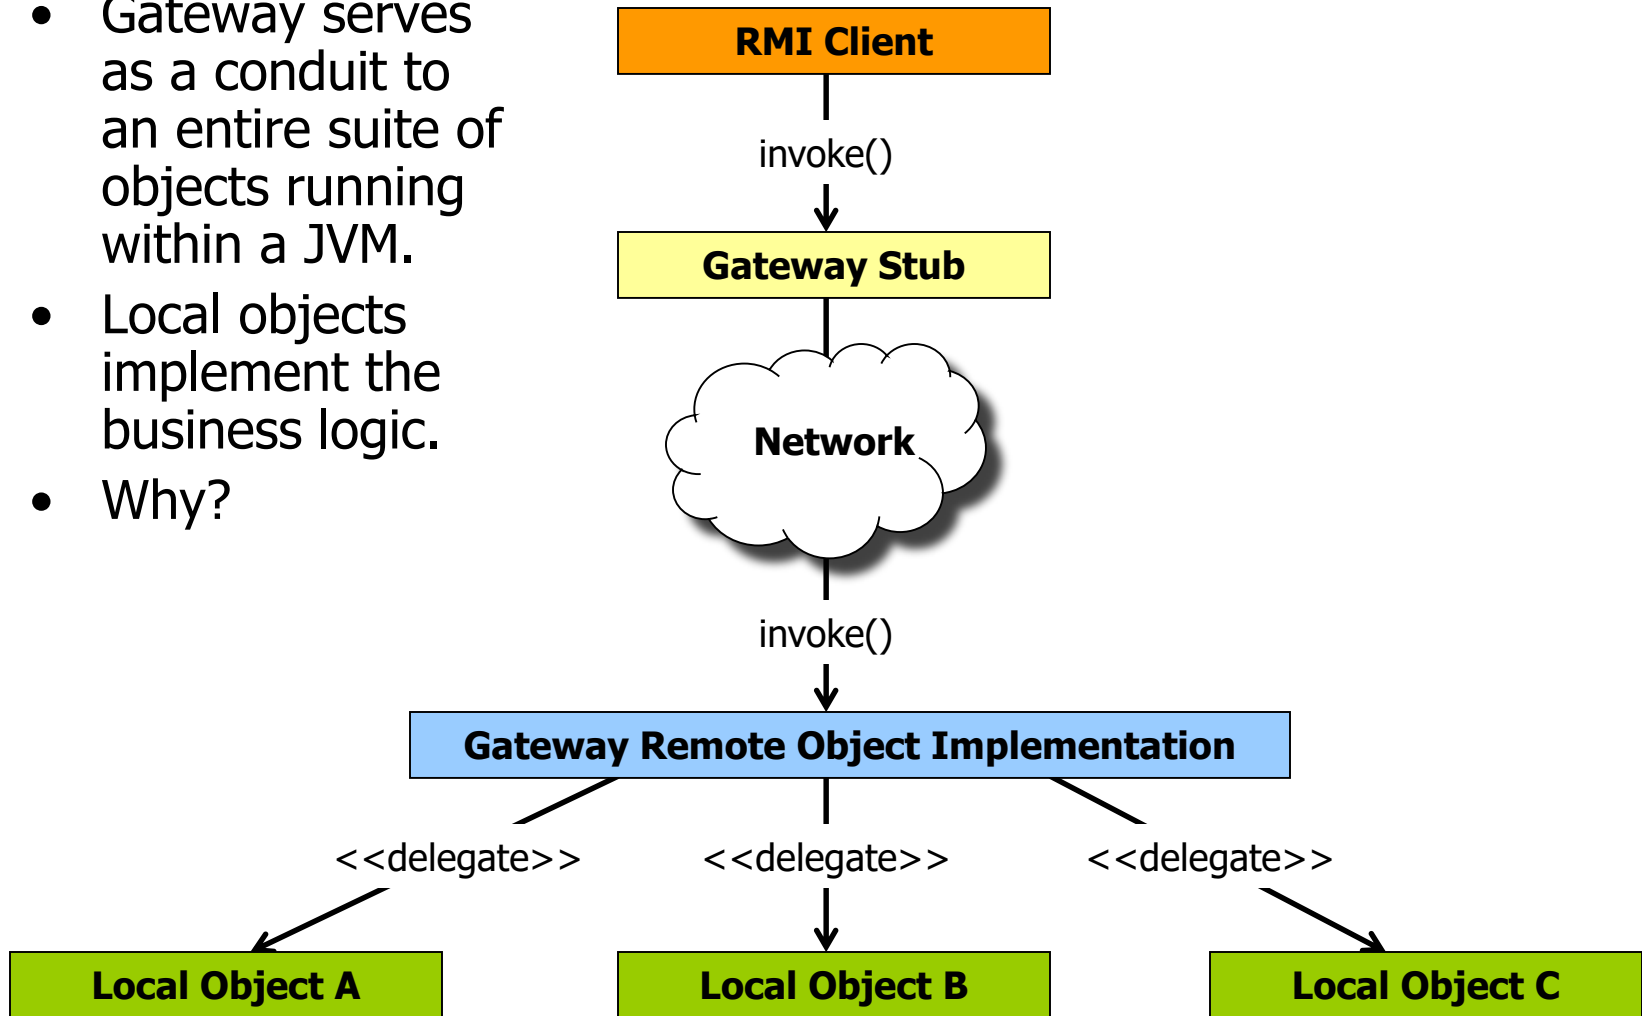 • Gateway serves
as a conduit to
an entire suite of
objects running
within a JVM.
• Local objects
implement the
business logic.
• Why?
RMI Client
invoke()
Gateway Stub
Network
invoke()
Gateway Remote Object Implementation
<<delegate>> <<delegate>> <<delegate>>
Local Object A Local Object B Local Object C